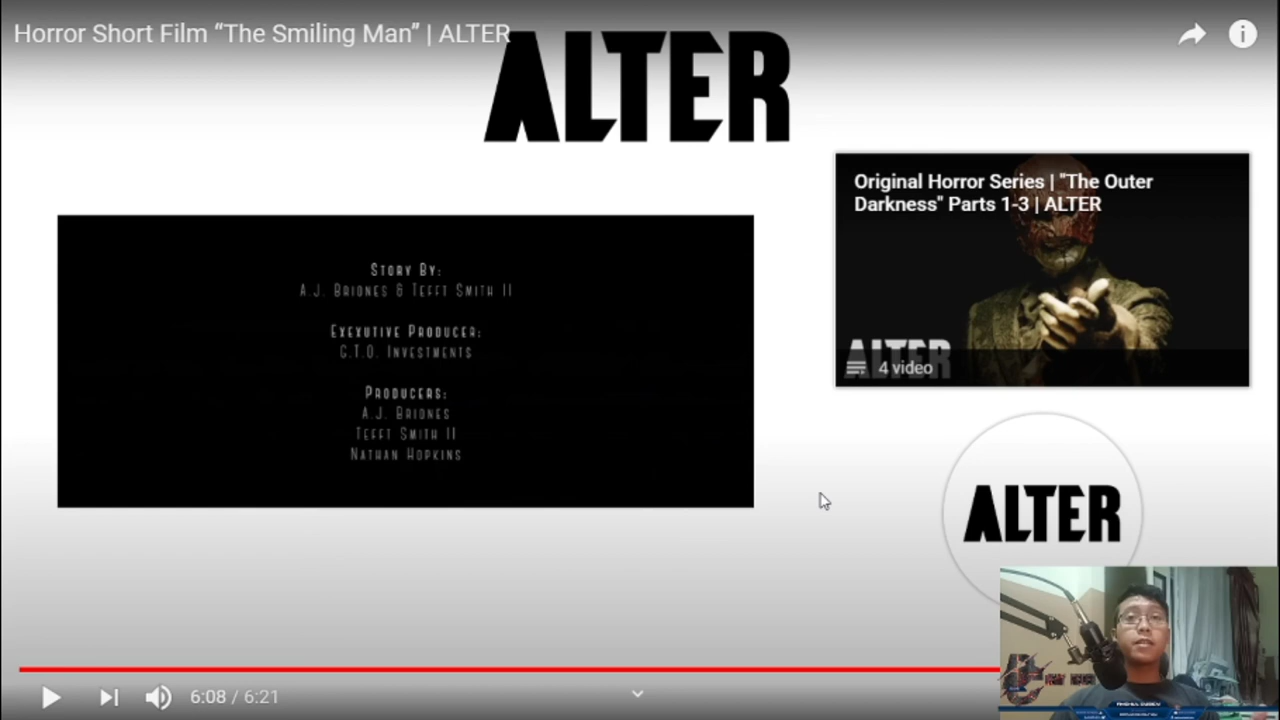 Horror Short Film “The Smiling Man” | ALTER
ALTER
Original Horror Series | "The Outer
Darkness" Parts 1-3 | ALTER
ALTER
4 video
STORY BY:
A.J. BRIONES & TEFFT SMITH II
EXEXUTIVE PRODUCER:
C.T.O. INVESTMENTS
PRODUCERS:
A.J. BRIONES
TEFFT SMITH II
NATHAN HOPKINS
ALTER
6:08 / 6:21